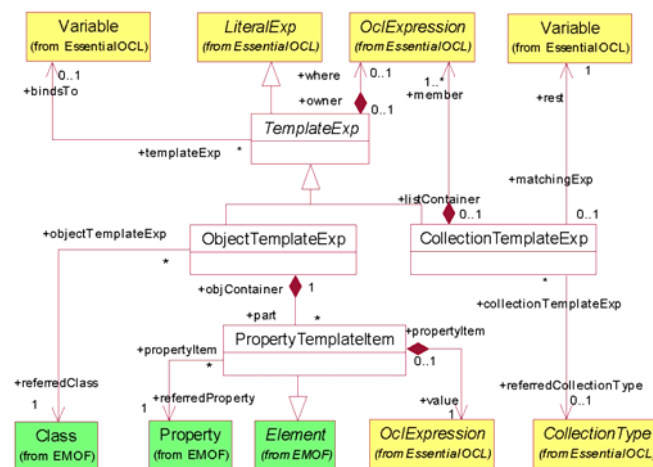 Variable
(from EssentialOCL)
LiteralExp
(from EssentialOCL)
OclExpression
(from EssentialOCL)
Variable
(from EssentialOCL)
0..1
+bindsTo
+where
0..1
+owner
0..1
1..*
+member
1
+rest
TemplateExp
+templateExp
*
+matchingExp
+listContainer
0..1
0..1
+objectTemplateExp
*
ObjectTemplateExp
CollectionTemplateExp
*
+objContainer
1
+collectionTemplateExp
+part
*
+propertyItem
*
PropertyTemplateItem
+propertyItem
0..1
+referredClass
1
1
+referredProperty
+value
1
+referredCollectionType
0..1
Class
(from EMOF)
Property
(from EMOF)
Element
(from EMOF)
OclExpression
(from EssentialOCL)
CollectionType
(from EssentialOCL)